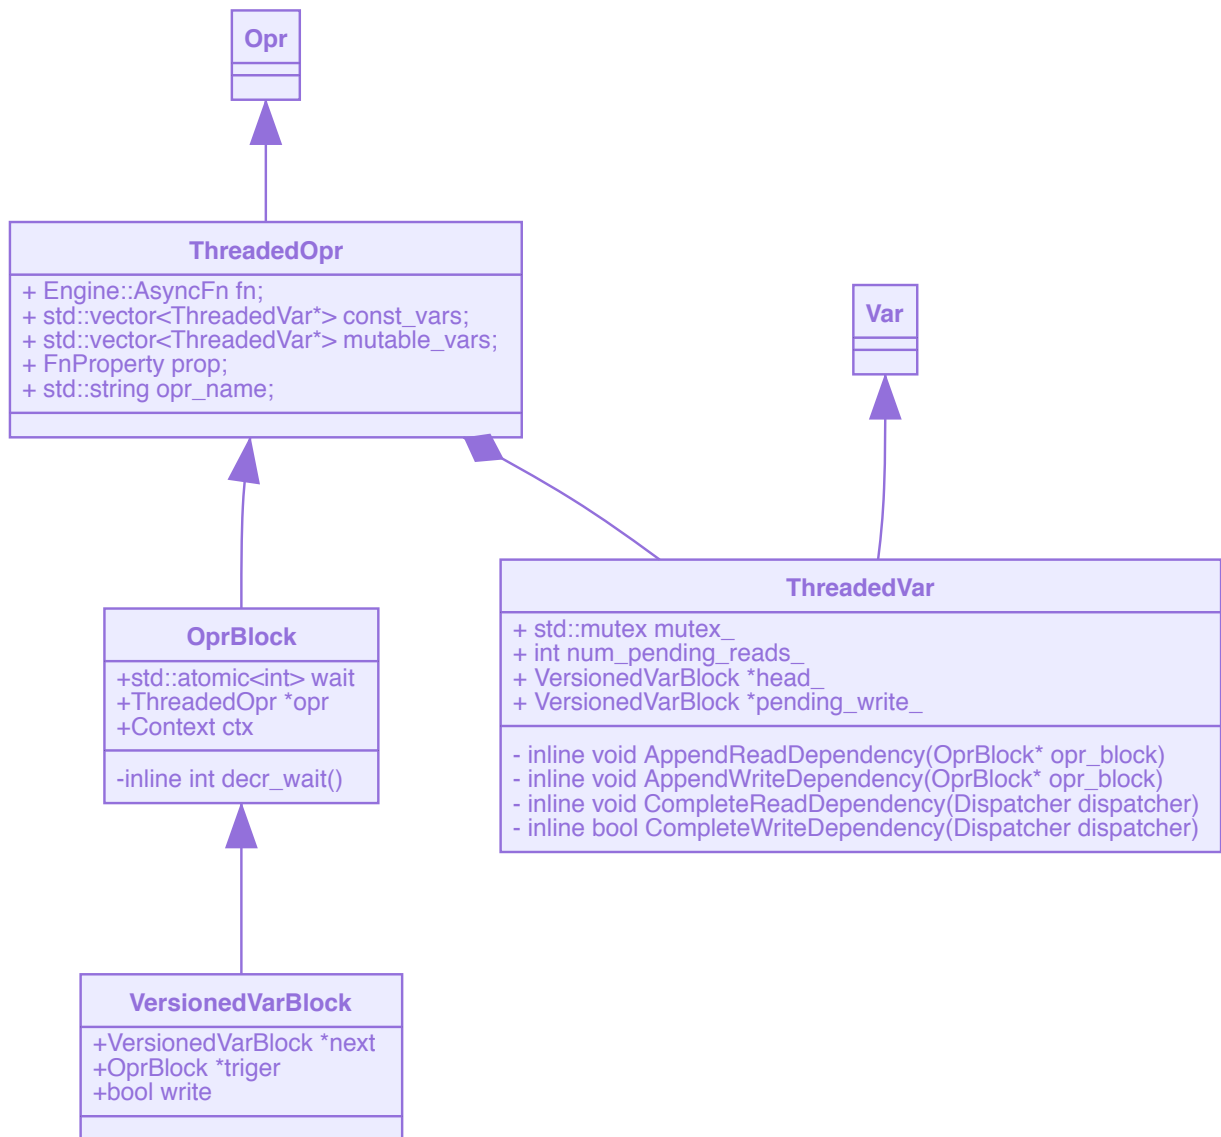 Opr
ThreadedOpr
+ Engine::AsyncFn fn;
+ std::vector<ThreadedVar*> const_vars;
+ std::vector<ThreadedVar*> mutable_vars;
+ FnProperty prop;
+ std::string opr_name;
Var
OprBlock
+std::atomic<int> wait
+ThreadedOpr *opr
+Context ctx
-inline int decr_wait()
ThreadedVar
+ std::mutex mutex_
+ int num_pending_reads_
+ VersionedVarBlock *head_
+ VersionedVarBlock *pending_write_
- inline void AppendReadDependency(OprBlock* opr_block)
- inline void AppendWriteDependency(OprBlock* opr_block)
- inline void CompleteReadDependency(Dispatcher dispatcher)
- inline bool CompleteWriteDependency(Dispatcher dispatcher)
VersionedVarBlock
+VersionedVarBlock *next
+OprBlock *triger
+bool write